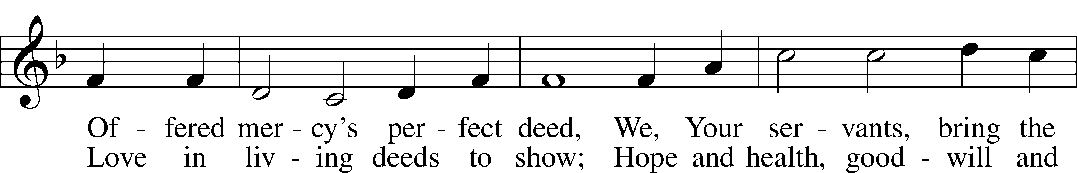 Of - fered mer - cy's per - fect deed, We, Your ser - vants, bring the
Love in liv - ing deeds to show; Hope and health, good - will and